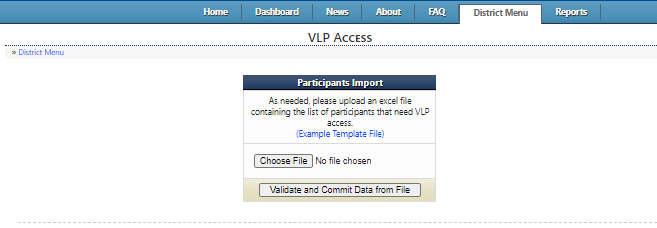 Home Dashboard News About FAQ District Menu Reports
VLP Access
» District Menu
Participants Import
As needed, please upload an excel file
containing the list of participants that need VLP
access.
(Example Template File)
Choose File No file chosen
Validate and Commit Data from File